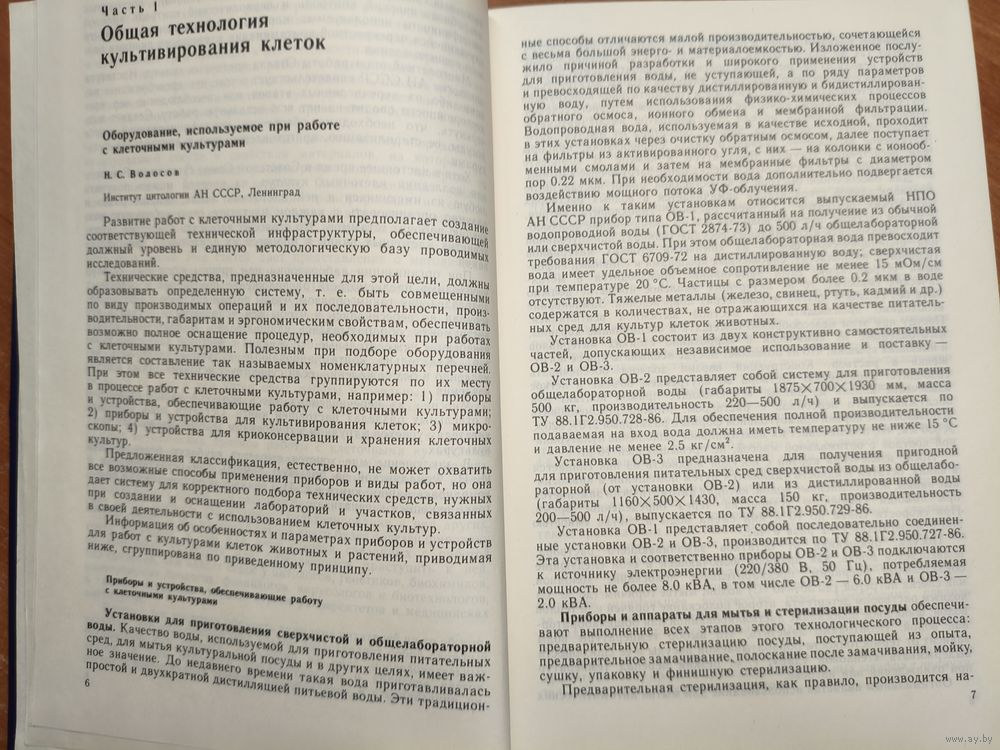 Часть I
Общая технология
культивирования клеток
Оборудование, используемое при работе
с клеточными культурами
Н. С. Волосов
Институт цитологии АН СССР, Ленинград
Развитие работ с клеточными культурами предполагает создание
соответствующей технической инфраструктуры, обеспечивающей
должный уровень и единую методологическую базу проводимых
исследований.
Технические средства, предназначенные для этой цели, должны
образовывать определенную систему, т. е. быть совмещенными
по виду производимых операций и их последовательности, произ-
водительности, габаритам и эргономическим свойствам, обеспечивать
возможно полное оснащение процедур, необходимых при работах
с клеточными культурами. Полезным при подборе оборудования
является составление так называемых номенклатурных перечней.
При этом все технические средства группируются по их месту
в процессе работ с клеточными культурами, например: 1) приборы
и устройства, обеспечивающие работу с клеточными культурами;
2) приборы и устройства для культивирования клеток; 3) микро-
скопы; 4) устройства для криоконсервации и хранения клеточных
культур.
Предложенная классификация, естественно, не может охватить
все возможные способы применения приборов и виды работ, но она
дает систему для корректного подбора технических средств, нужных
при создании и оснащении лабораторий и участков, связанных
в своей деятельности с использованием клеточных культур.
Информация об особенностях и параметрах приборов и устройств
для работ с культурами клеток животных и растений, приводимая
ниже, сгруппирована по приведенному принципу.
Приборы и устройства, обеспечивающие работу
с клеточными культурами
Установки для приготовления сверхчистой и общелабораторной
воды. Качество воды, используемой для приготовления питательных
сред, для мытья культуральной посуды и в других целях, имеет важ-
ное значение. До недавнего времени такая вода приготавливалась
простой и двухкратной дистилляцией питьевой воды. Эти традицион-
6
ные способы отличаются малой производительностью, сочетающейся
с весьма большой энерго- и материалоемкостью. Изложенное послу-
жило причиной разработки и широкого применения устройств
для приготовления воды, не уступающей, а по ряду параметров
и превосходящей по качеству дистиллированную и бидистиллирован-
ную воду, путем использования физико-химических процессов
обратного осмоса, ионного обмена и мембранной фильтрации.
Водопроводная вода, используемая в качестве исходной, проходит
в этих установках через очистку обратным осмосом, далее поступает
на фильтры из активированного угля, с них — на колонки с ионооб-
менными смолами и затем на мембранные фильтры с диаметром
пор 0.22 мкм. При необходимости вода дополнительно подвергается
воздействию мощного потока УФ-облучения.
Именно к таким установкам относится выпускаемый НПО
АН СССР прибор типа ОВ-1, рассчитанный на получение из обычной
водопроводной воды (ГОСТ 2874-73) до 500 л/ч общелабораторной
или сверхчистой воды. При этом общелабораторная вода превосходит
требования ГОСТ 6709-72 на дистиллированную воду; сверхчистая
вода имеет удельное объемное сопротивление не менее 15 мОм/см
при температуре 20 °С. Частицы с размером более 0.2 мкм в воде
отсутствуют. Тяжелые металлы (железо, свинец, ртуть, кадмий и др.)
содержатся в количествах, не отражающихся на качестве питатель-
ных сред для культур клеток животных.
Установка ОВ-1 состоит из двух конструктивно самостоятельных
частей, допускающих независимое использование и поставку —
ОВ-2 и ОВ-3.
Установка ОВ-2 представляет собой систему для приготовления
общелабораторной воды (габариты 1875×700×1930 мм, масса
500 кг, производительность 220—500 л/ч) и выпускается по
ТУ 88.1Г2.950.728-86. Для обеспечения полной производительности
подаваемая на вход вода должна иметь температуру не ниже 15 °С
и давление не менее 2.5 кг/см².
Установка ОВ-3 предназначена для получения пригодной
для приготовления питательных сред сверхчистой воды из общелабо-
раторной (от установки ОВ-2) или из дистиллированной воды
(габариты 1160×500×1430, масса 150 кг, производительность
200—500 л/ч), выпускается по ТУ 88.1Г2.950.729-86.
Установка ОВ-1 представляет собой последовательно соединен-
ные установки ОВ-2 и ОВ-3, производится по ТУ 88.1Г2.950.727-86.
Эта установка и соответственно приборы ОВ-2 и ОВ-3 подключаются
к источнику электроэнергии (220/380 В, 50 Гц), потребляемая
мощность не более 8.0 кВА, в том числе ОВ-2 — 6.0 кВА и ОВ-3 —
2.0 кВА.
Приборы и аппараты для мытья и стерилизации посуды обеспечи-
вают выполнение всех этапов этого технологического процесса:
предварительную стерилизацию посуды, поступающей из опыта,
предварительное замачивание, полоскание после замачивания, мойку,
сушку, упаковку и финишную стерилизацию.
Предварительная стерилизация, как правило, производится на-
7
www.ay.by